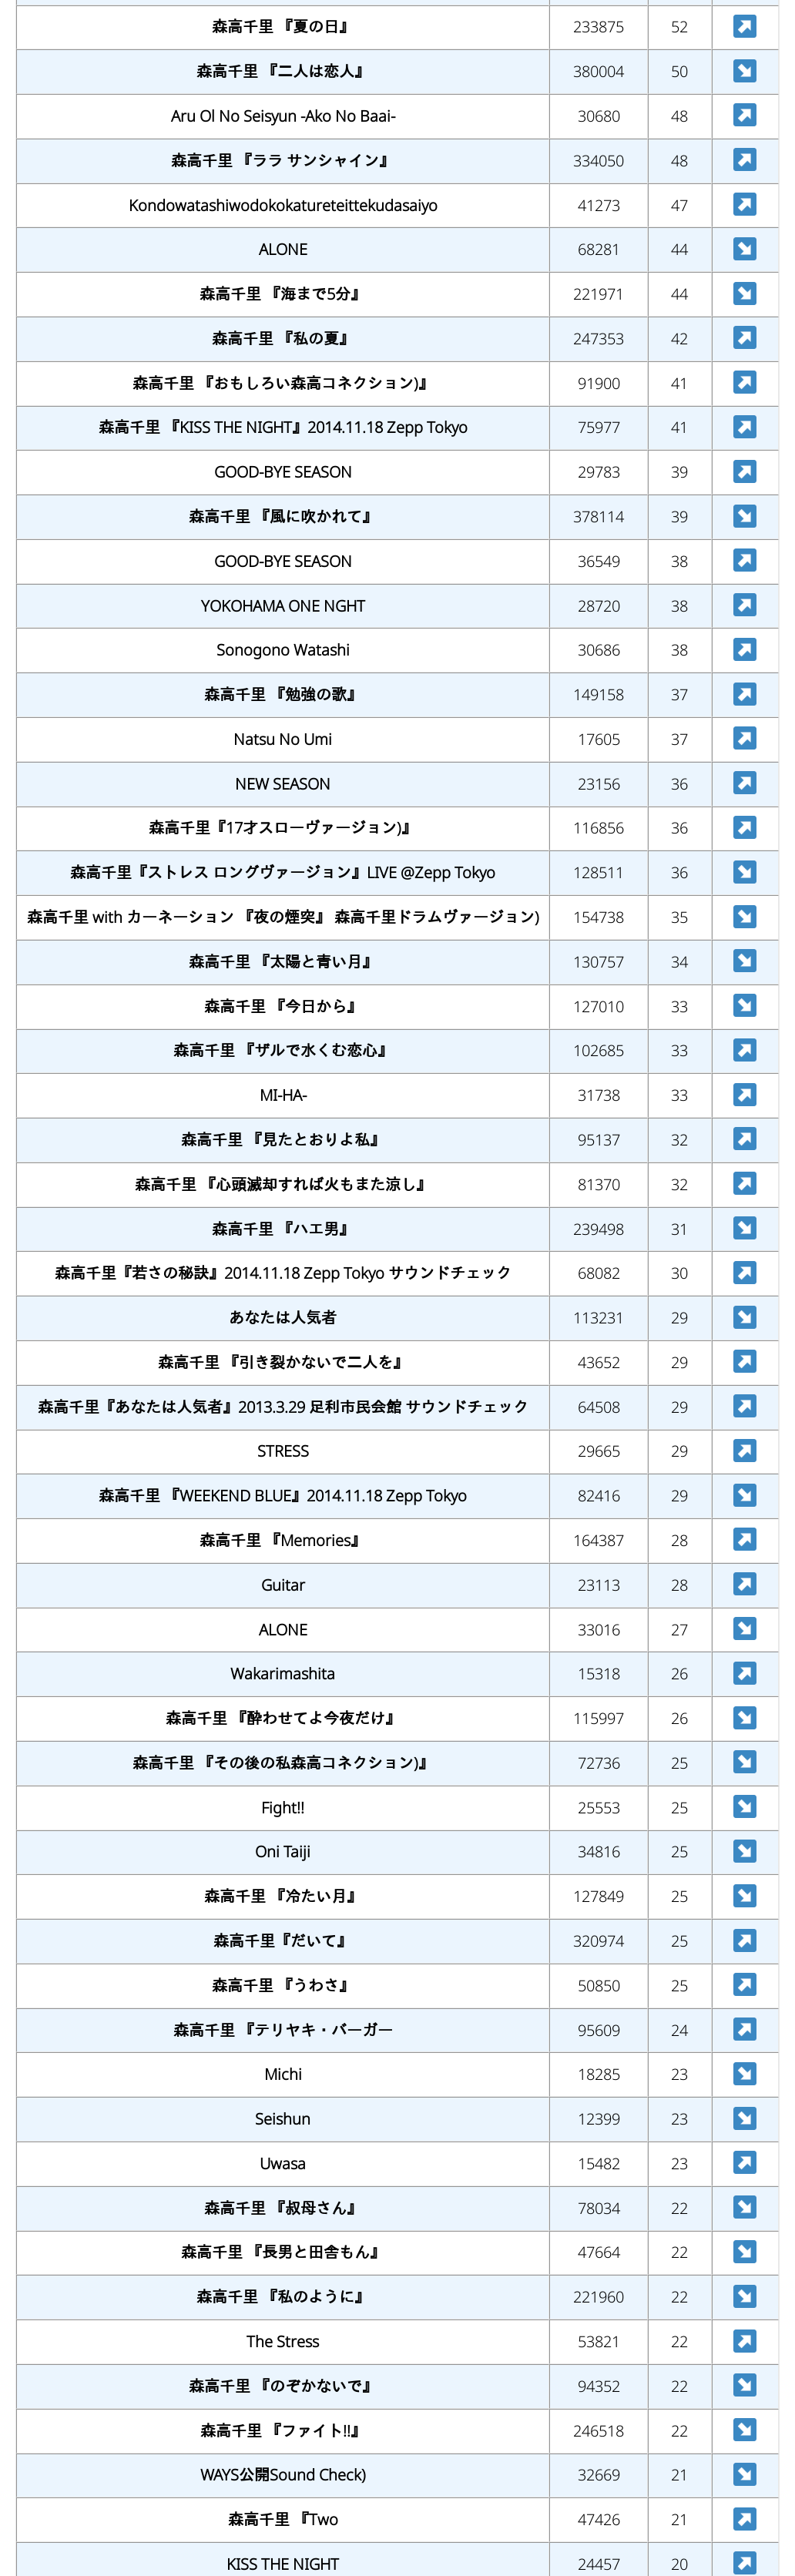 森高千里 『夏の日』 233875 52
森高千里 『二人は恋人』 380004 50
Aru Ol No Seisyun -Ako No Baai- 30680 48
森高千里 『ララ サンシャイン』 334050 48
Kondowatashiwodokokatureteittekudasaiyo 41273 47
ALONE 68281 44
森高千里 『海まで5分』 221971 44
森高千里 『私の夏』 247353 42
森高千里 『おもしろい森高コネクション)』 91900 41
森高千里 『KISS THE NIGHT』2014.11.18 Zepp Tokyo 75977 41
GOOD-BYE SEASON 29783 39
森高千里 『風に吹かれて』 378114 39
GOOD-BYE SEASON 36549 38
YOKOHAMA ONE NGHT 28720 38
Sonogono Watashi 30686 38
森高千里 『勉強の歌』 149158 37
Natsu No Umi 17605 37
NEW SEASON 23156 36
森高千里『17才スローヴァージョン)』 116856 36
森高千里『ストレス ロングヴァージョン』LIVE @Zepp Tokyo 128511 36
森高千里 with カーネーション 『夜の煙突』 森高千里ドラムヴァージョン) 154738 35
森高千里 『太陽と青い月』 130757 34
森高千里 『今日から』 127010 33
森高千里 『ザルで水くむ恋心』 102685 33
MI-HA- 31738 33
森高千里 『見たとおりよ私』 95137 32
森高千里 『心頭滅却すれば火もまた涼し』 81370 32
森高千里 『ハエ男』 239498 31
森高千里『若さの秘訣』2014.11.18 Zepp Tokyo サウンドチェック 68082 30
あなたは人気者 113231 29
森高千里 『引き裂かないで二人を』 43652 29
森高千里『あなたは人気者』2013.3.29 足利市民会館 サウンドチェック 64508 29
STRESS 29665 29
森高千里 『WEEKEND BLUE』2014.11.18 Zepp Tokyo 82416 29
森高千里 『Memories』 164387 28
Guitar 23113 28
ALONE 33016 27
Wakarimashita 15318 26
森高千里 『酔わせてよ今夜だけ』 115997 26
森高千里 『その後の私森高コネクション)』 72736 25
Fight!! 25553 25
Oni Taiji 34816 25
森高千里 『冷たい月』 127849 25
森高千里『だいて』 320974 25
森高千里 『うわさ』 50850 25
森高千里 『テリヤキ・バーガー 95609 24
Michi 18285 23
Seishun 12399 23
Uwasa 15482 23
森高千里 『叔母さん』 78034 22
森高千里 『長男と田舎もん』 47664 22
森高千里 『私のように』 221960 22
The Stress 53821 22
森高千里 『のぞかないで』 94352 22
森高千里 『ファイト!!』 246518 22
WAYS公開Sound Check) 32669 21
森高千里 『Two 47426 21
KISS THE NIGHT 24457 20